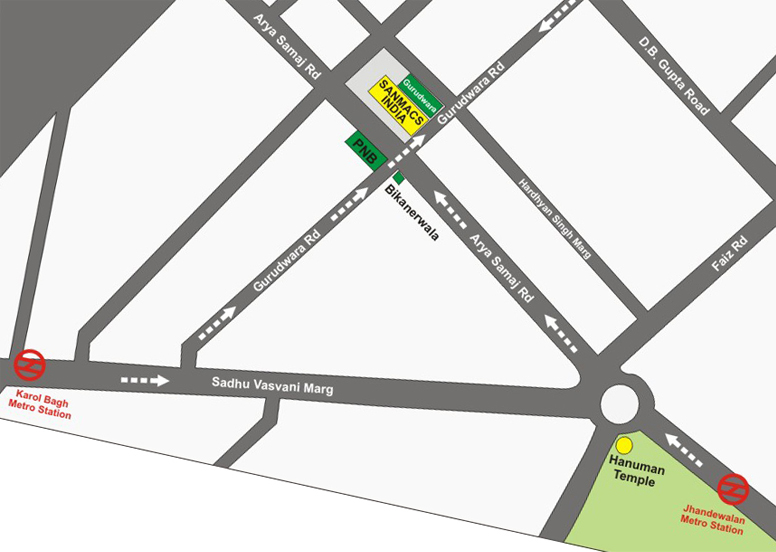 Arya Samaj Rd
D.B. Gupta Road
Gurudwara
SANMACS
INDIA
Gurudwara Rd
PNB
Bikanerwala
Hardhyan Singh Marg
Gurudwara Rd
Arya Samaj Rd
Faiz Rd
Sadhu Vasvani Marg
Karol Bagh
Metro Station
Hanuman
Temple
Jhandewalan
Metro Station